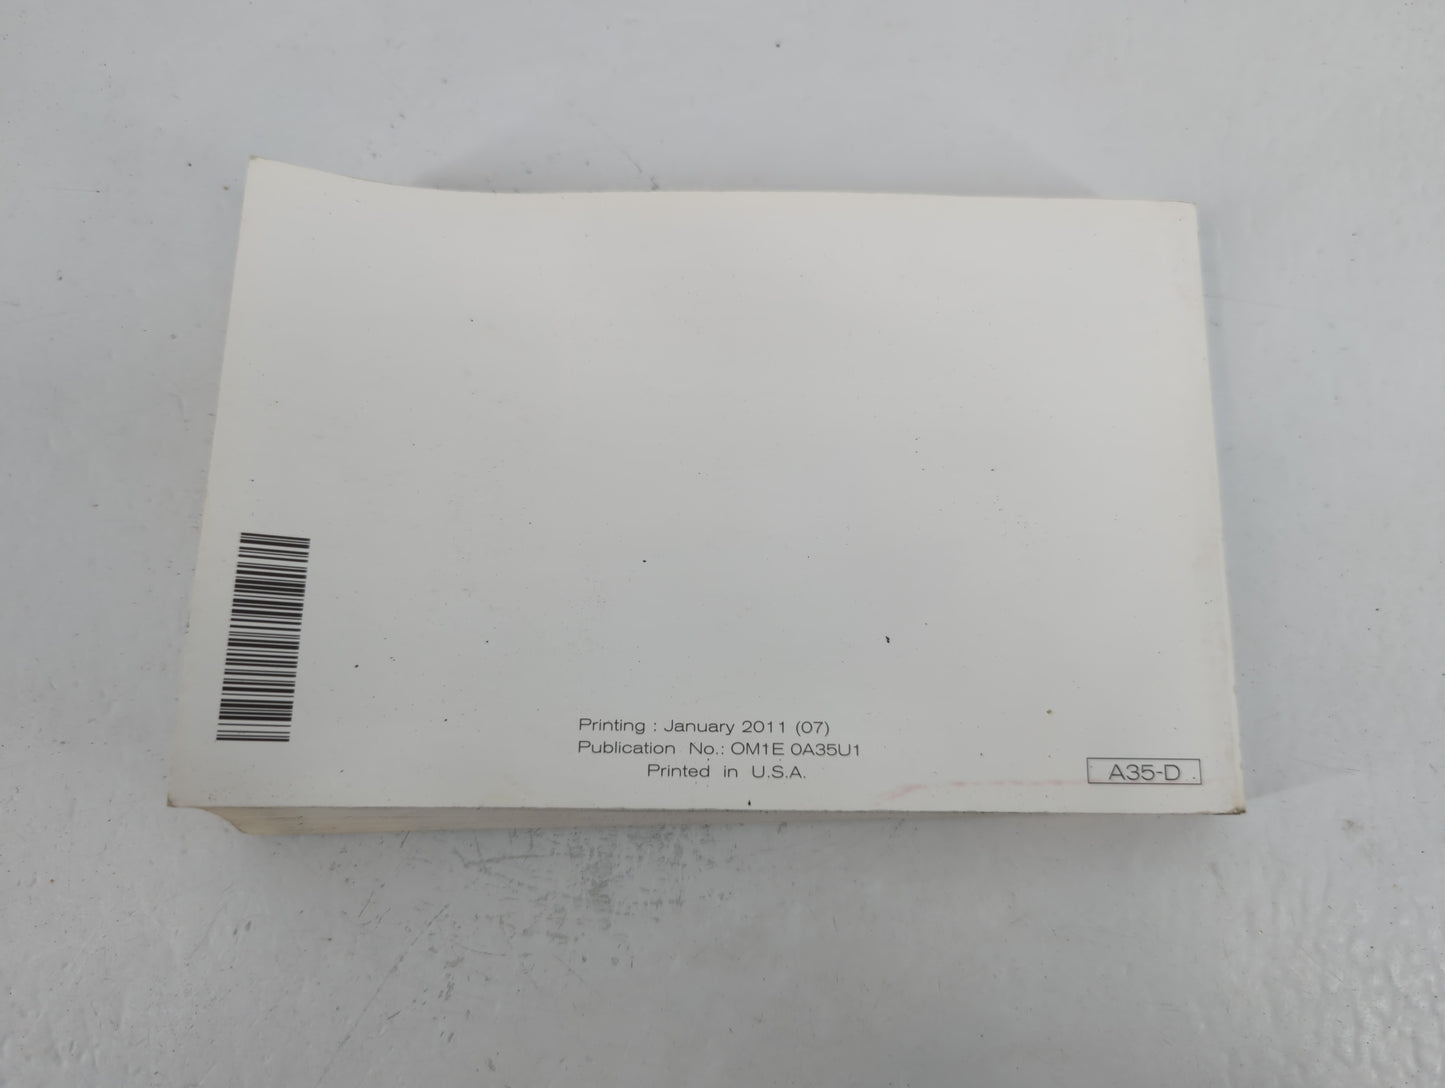 Printing : January 2011 (07)
Publication No.: OM1E 0A35U1
Printed in U.S.A.
A35-D